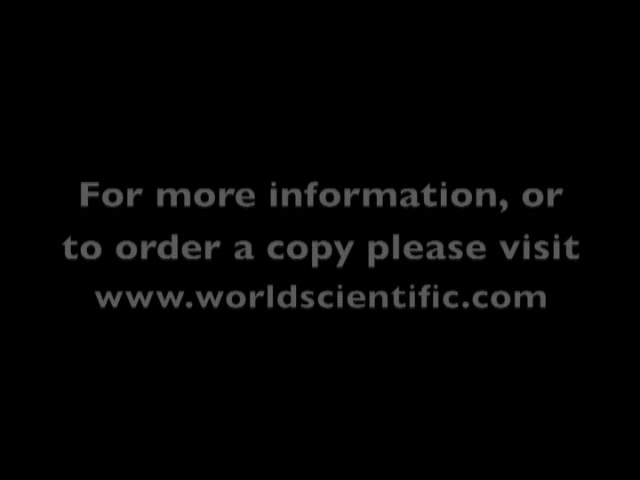 For more information, or
to order a copy please visit
www.worldscientific.com